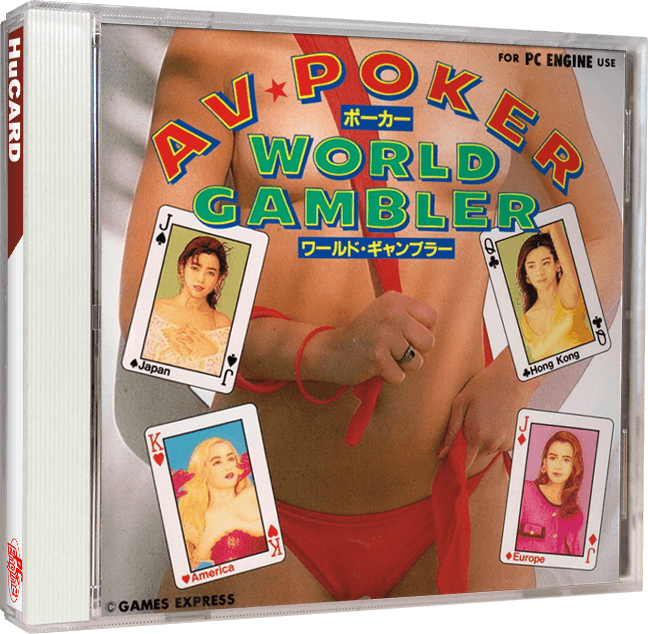 HuCARD
FOR PC ENGINE USE
AV★POKER
ポーカー
WORLD
GAMBLER
ワールド・ギャンブラー
J
♠Japan
J
Q
♣Hong Kong
Q
K
♥America
K
J
♦Europe
J
©GAMES EXPRESS